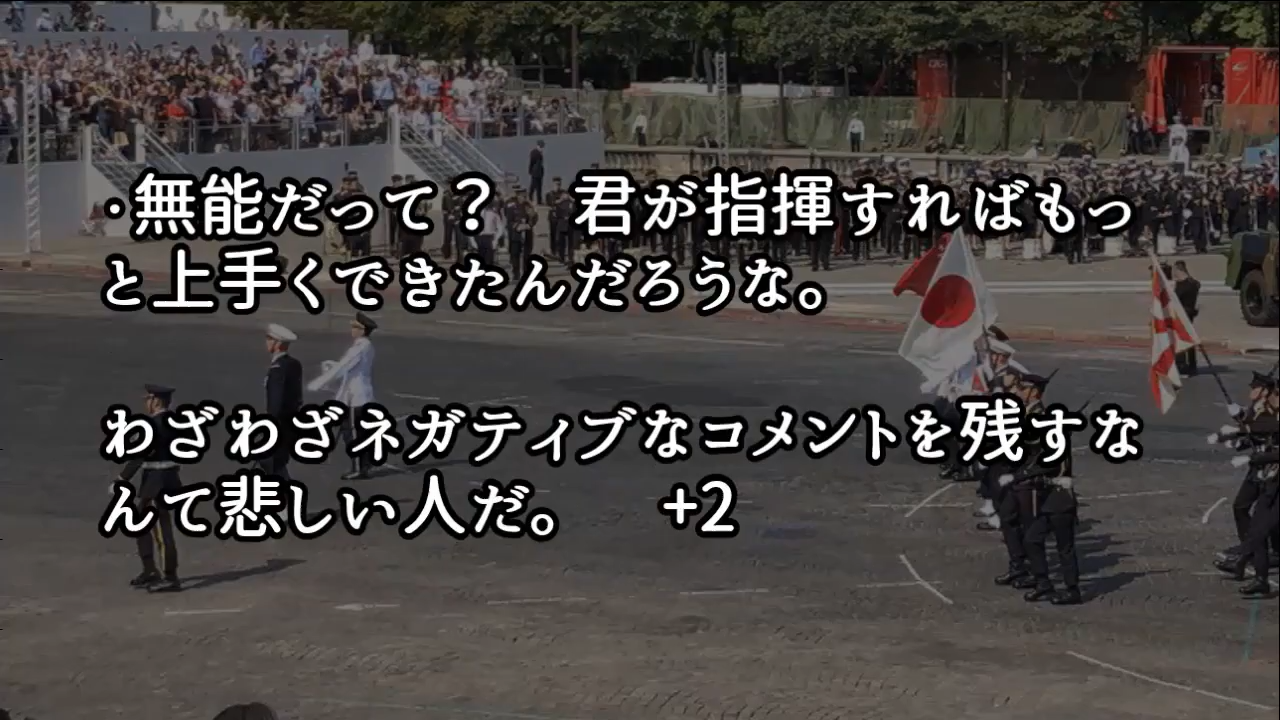 ·無能だって？　君が指揮すればもっ
と上手くできたんだろうな。
わざわざネガティブなコメントを残すな
んて悲しい人だ。　　+2